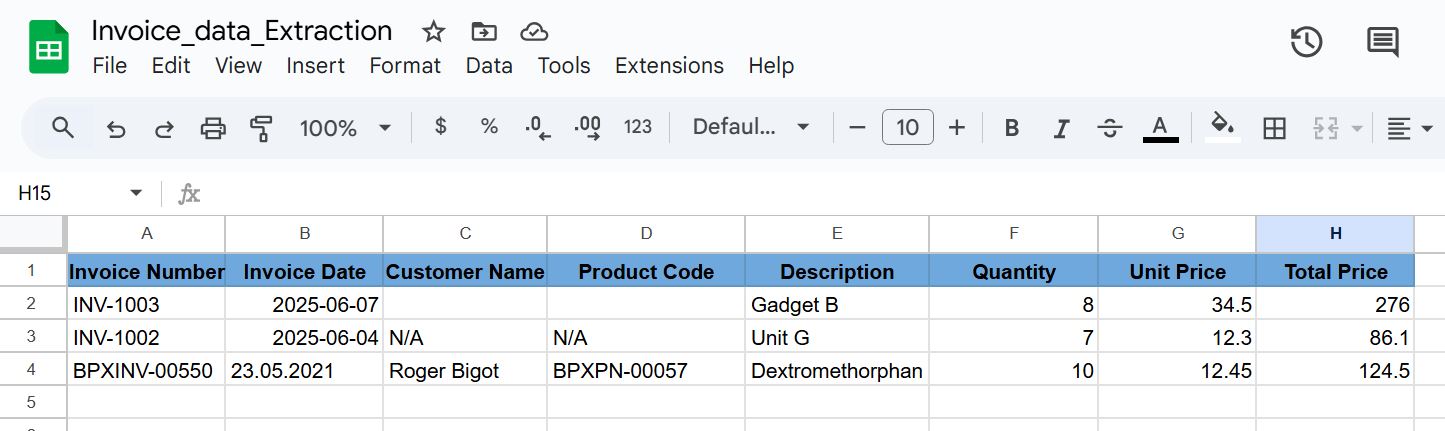 Invoice_data_Extraction
File Edit View Insert Format Data Tools Extensions Help
100% $ % .0 .00 123 Defaul... − 10 + B I S A
H15 fx
A B C D E F G H
1 Invoice Number Invoice Date Customer Name Product Code Description Quantity Unit Price Total Price
2 INV-1003 2025-06-07 Gadget B 8 34.5 276
3 INV-1002 2025-06-04 N/A N/A Unit G 7 12.3 86.1
4 BPXINV-00550 23.05.2021 Roger Bigot BPXPN-00057 Dextromethorphan 10 12.45 124.5
5